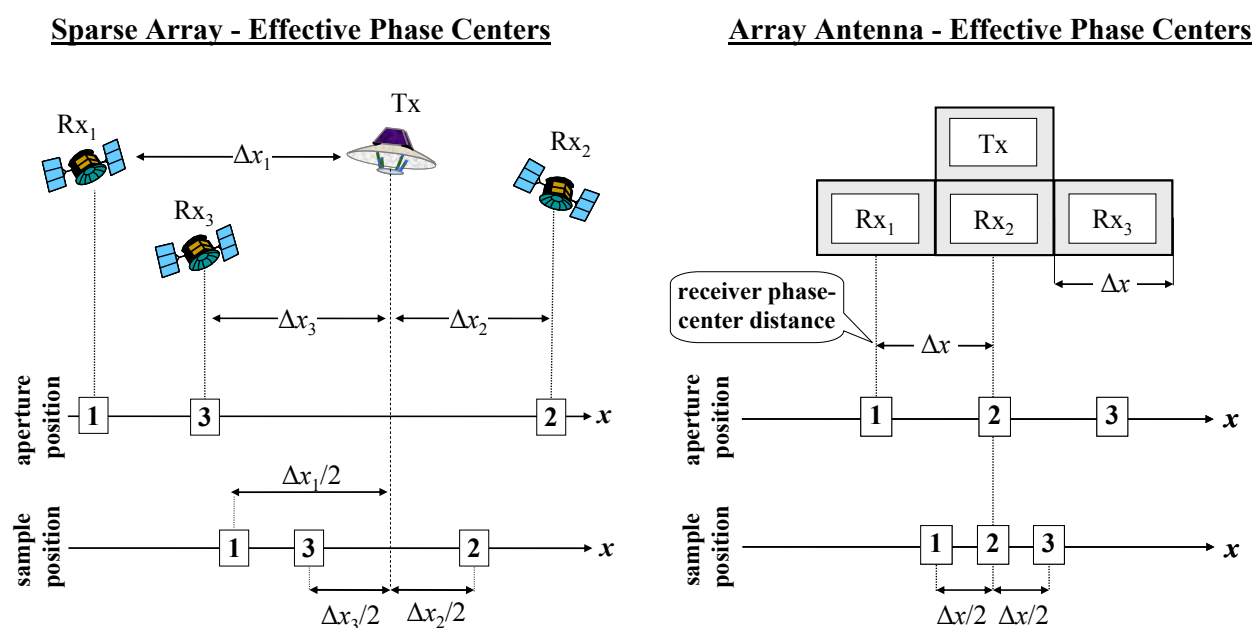 Sparse Array - Effective Phase Centers
Tx
Rx₁
Δx₁
Rx₂
Rx₃
Δx₃
Δx₂
aperture
position
1
3
2
x
Δx₁/2
sample
position
1
3
2
x
Δx₃/2
Δx₂/2
Array Antenna - Effective Phase Centers
Tx
Rx₁
Rx₂
Rx₃
receiver phase-
center distance
Δx
Δx
aperture
position
1
2
3
x
sample
position
1
2
3
x
Δx/2
Δx/2